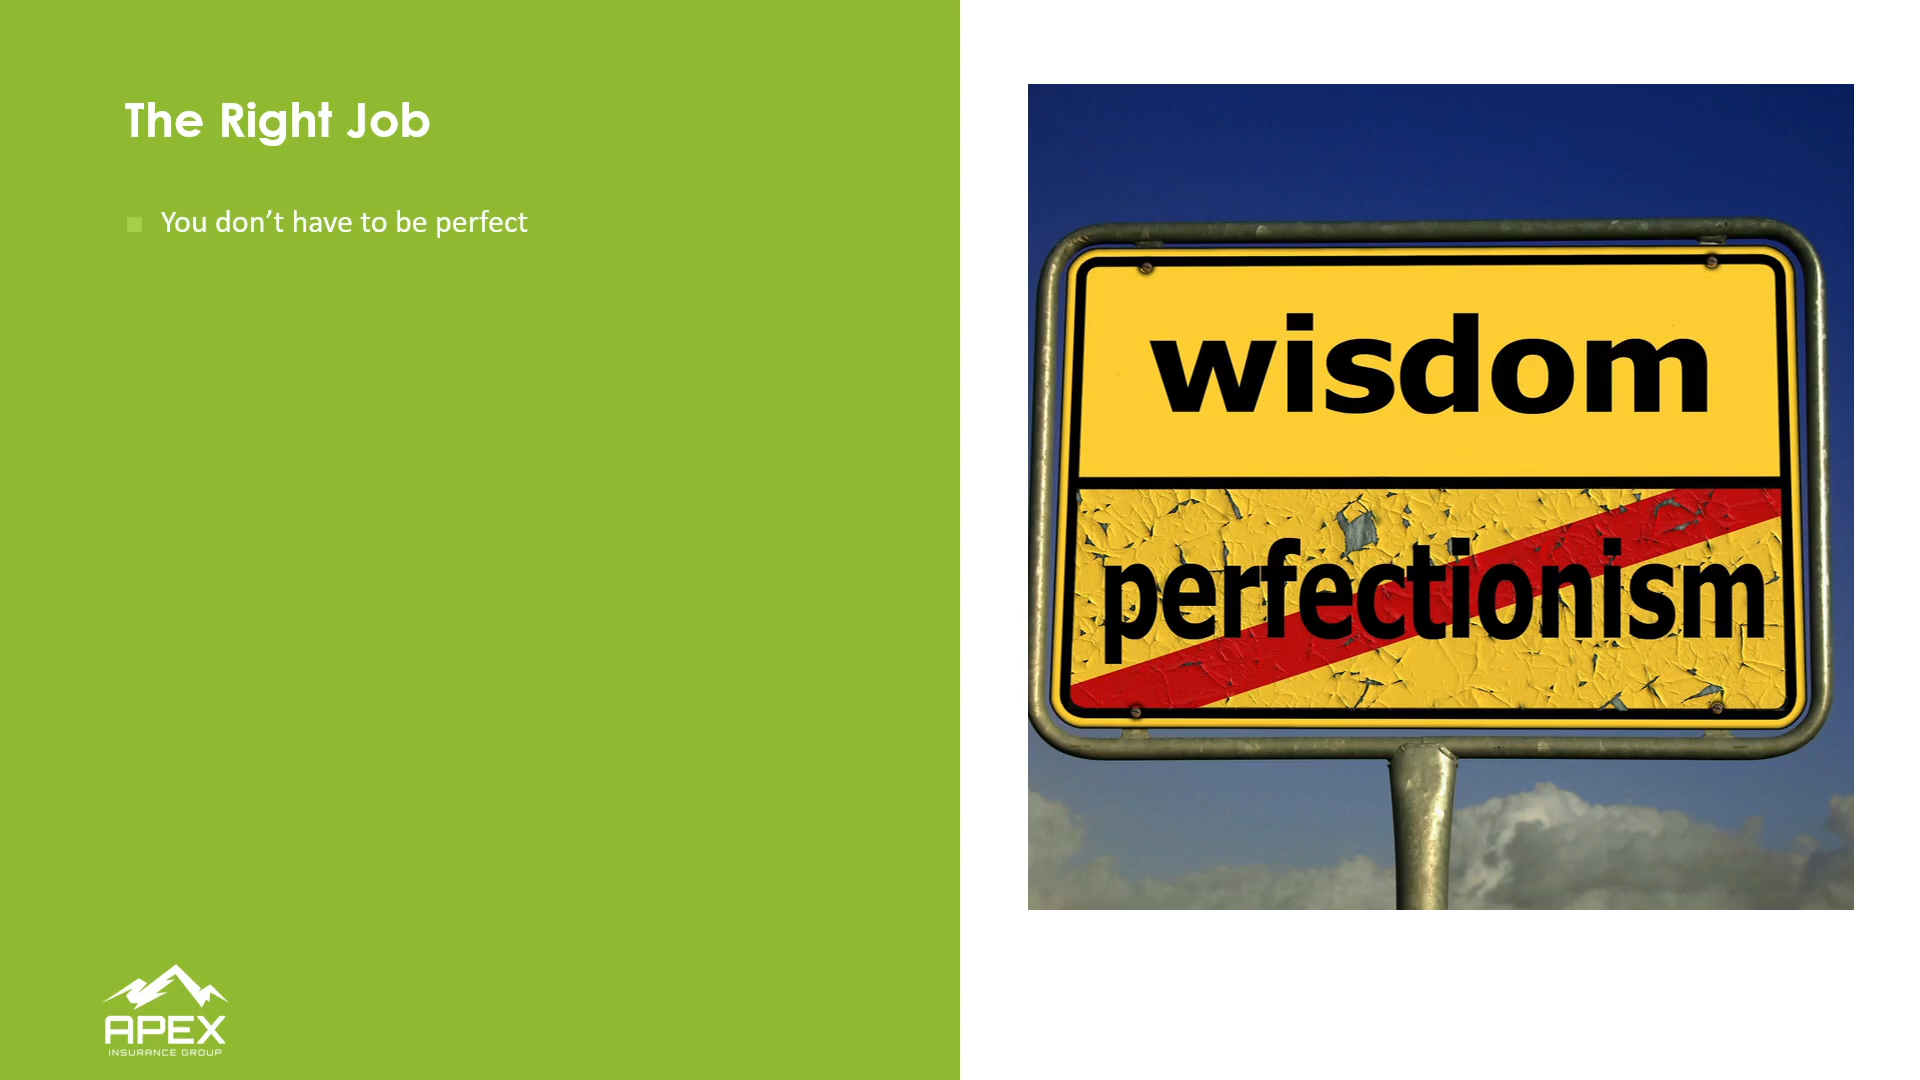 The Right Job
You don’t have to be perfect
wisdom
perfectionism
APEX
INSURANCE GROUP